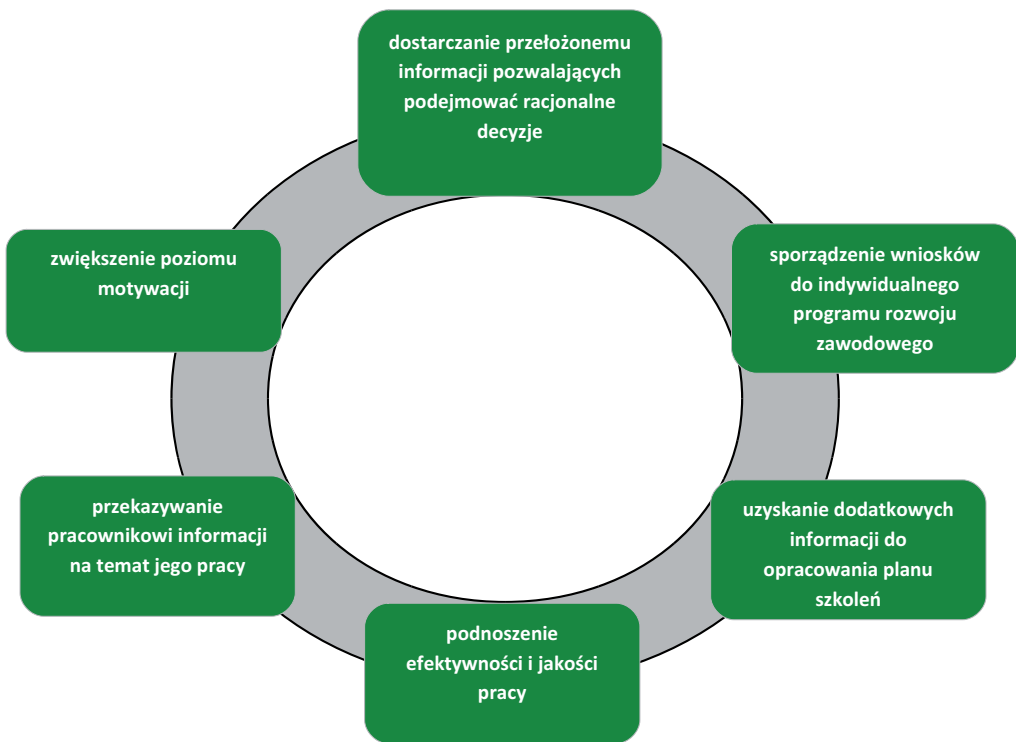 dostarczanie przełożonemu
informacji pozwalających
podejmować racjonalne
decyzje
sporządzenie wniosków
do indywidualnego
programu rozwoju
zawodowego
uzyskanie dodatkowych
informacji do
opracowania planu
szkoleń
podnoszenie
efektywności i jakości
pracy
przekazywanie
pracownikowi informacji
na temat jego pracy
zwiększenie poziomu
motywacji